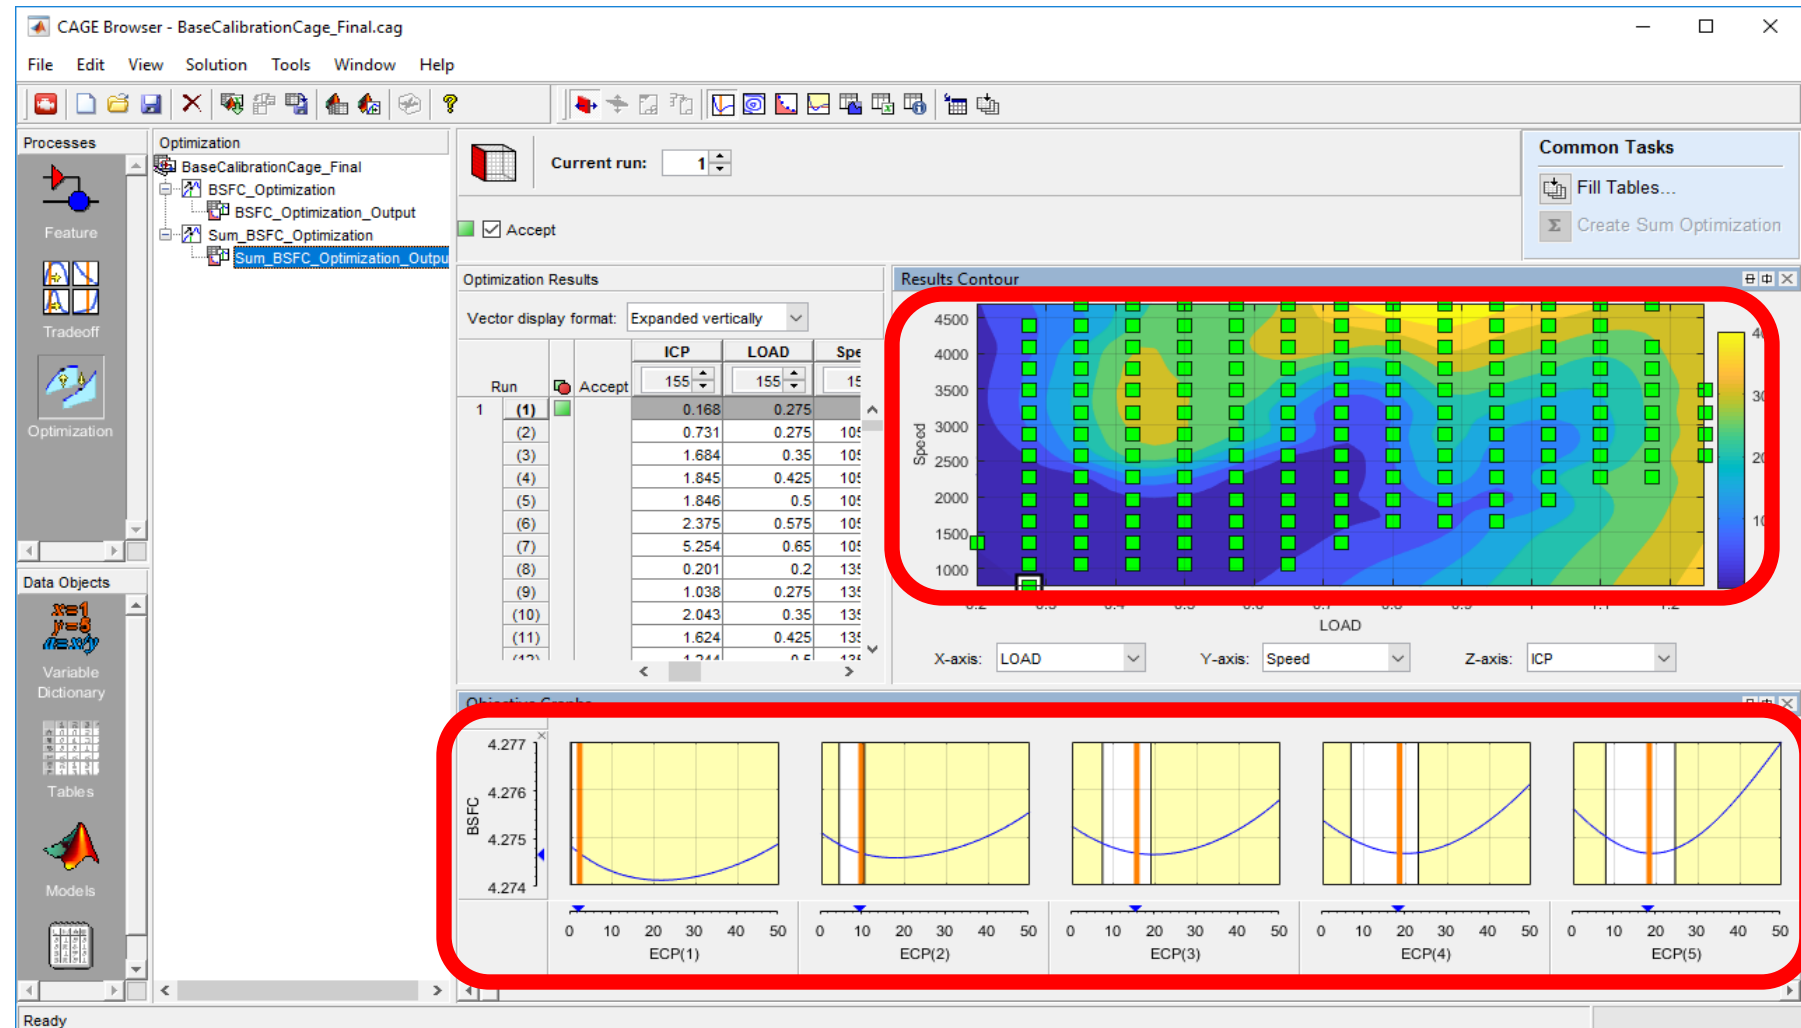 CAGE Browser - BaseCalibrationCage_Final.cag
File Edit View Solution Tools Window Help
Processes
Feature
Tradeoff
Optimization
Data Objects
x=1
y=5
Variable
Dictionary
Tables
Models
Optimization
BaseCalibrationCage_Final
BSFC_Optimization
BSFC_Optimization_Output
Sum_BSFC_Optimization
Sum_BSFC_Optimization_Outpu
Current run: 1
Accept
Common Tasks
Fill Tables...
Σ Create Sum Optimization
Optimization Results
Vector display format: Expanded vertically
ICP LOAD Spe
Run Accept 155 155 15
1 (1) 0.168 0.275
(2) 0.731 0.275 105
(3) 1.684 0.35 105
(4) 1.845 0.425 105
(5) 1.846 0.5 105
(6) 2.375 0.575 105
(7) 5.254 0.65 105
(8) 0.201 0.2 135
(9) 1.038 0.275 135
(10) 2.043 0.35 135
(11) 1.624 0.425 135
Results Contour
4500
4000
3500
3000
2500
2000
1500
1000
Speed
LOAD
X-axis: LOAD Y-axis: Speed Z-axis: ICP
4.277
4.276
4.275
4.274
BSFC
0 10 20 30 40 50 0 10 20 30 40 50 0 10 20 30 40 50 0 10 20 30 40 50 0 10 20 30 40 50
ECP(1) ECP(2) ECP(3) ECP(4) ECP(5)
Ready